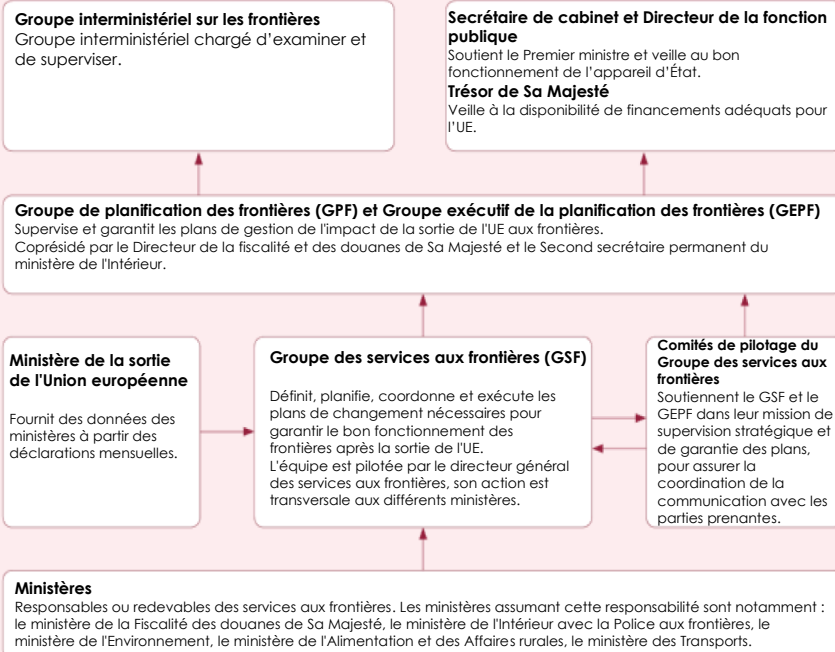 Groupe interministériel sur les frontières
Groupe interministériel chargé d'examiner et
de superviser.
Secrétaire de cabinet et Directeur de la fonction
publique
Soutient le Premier ministre et veille au bon
fonctionnement de l'appareil d'État.
Trésor de Sa Majesté
Veille à la disponibilité de financements adéquats pour
l'UE.
Groupe de planification des frontières (GPF) et Groupe exécutif de la planification des frontières (GEPF)
Supervise et garantit les plans de gestion de l'impact de la sortie de l'UE aux frontières.
Coprésidé par le Directeur de la fiscalité et des douanes de Sa Majesté et le Second secrétaire permanent du
ministère de l'Intérieur.
Ministère de la sortie
de l'Union européenne
Fournit des données des
ministères à partir des
déclarations mensuelles.
Groupe des services aux frontières (GSF)
Définit, planifie, coordonne et exécute les
plans de changement nécessaires pour
garantir le bon fonctionnement des
frontières après la sortie de l'UE.
L'équipe est pilotée par le directeur général
des services aux frontières, son action est
transversale aux différents ministères.
Comités de pilotage du
Groupe des services aux
frontières
Soutiennent le GSF et le
GEPF dans leur mission de
supervision stratégique et
de garantie des plans,
pour assurer la
coordination de la
communication avec les
parties prenantes.
Ministères
Responsables ou redevables des services aux frontières. Les ministères assumant cette responsabilité sont notamment :
le ministère de la Fiscalité des douanes de Sa Majesté, le ministère de l'Intérieur avec la Police aux frontières, le
ministère de l'Environnement, le ministère de l'Alimentation et des Affaires rurales, le ministère des Transports.